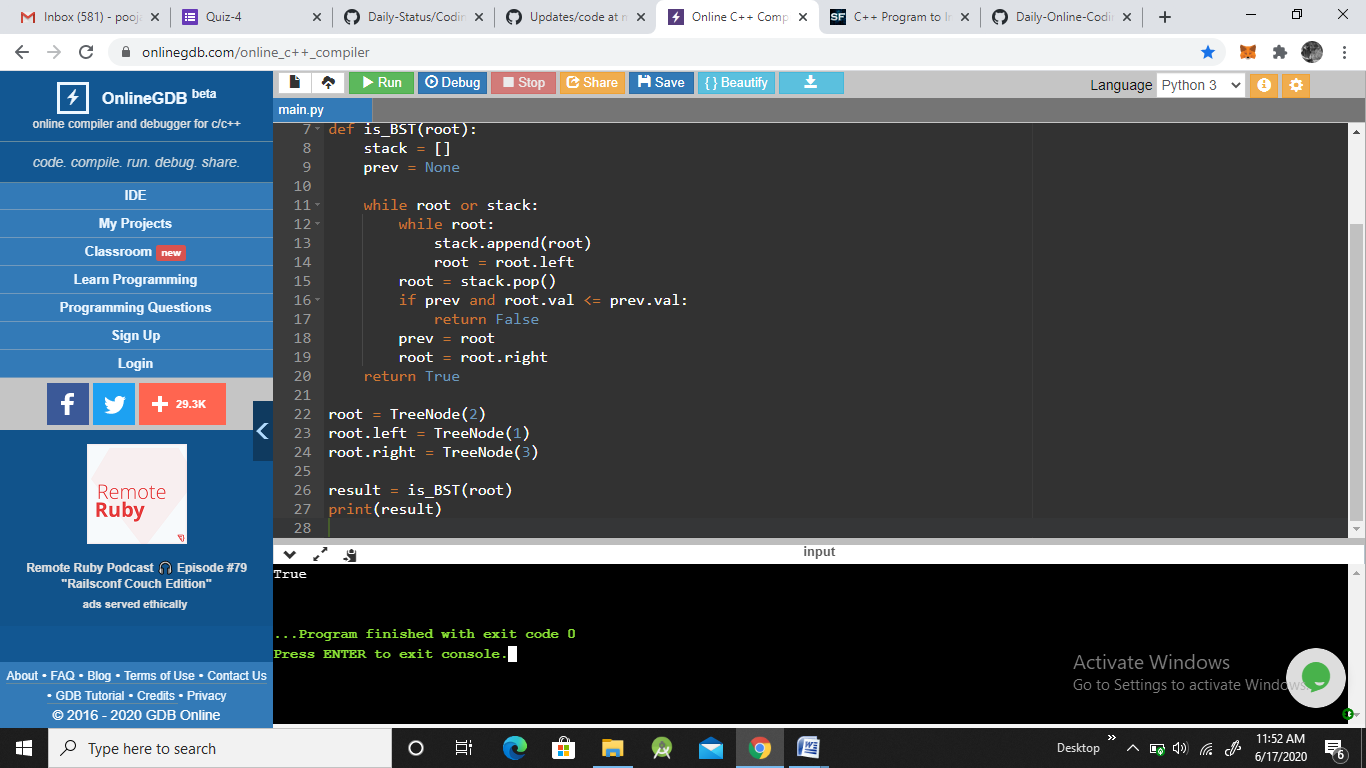 Inbox (581) - pooja
Quiz-4
Daily-Status/Codin
Updates/code at m
Online C++ Comp
C++ Program to In
Daily-Online-Codin
onlinegdb.com/online_c++_compiler
OnlineGDB beta
online compiler and debugger for c/c++
code. compile. run. debug. share.
IDE
My Projects
Classroom new
Learn Programming
Programming Questions
Sign Up
Login
29.3K
Remote
Ruby
Remote Ruby Podcast 🎧 Episode #79
"Railsconf Couch Edition"
ads served ethically
About • FAQ • Blog • Terms of Use • Contact Us
• GDB Tutorial • Credits • Privacy
© 2016 - 2020 GDB Online
Run Debug Stop Share Save { } Beautify
Language Python 3
main.py
7 def is_BST(root):
8 stack = []
9 prev = None
10
11 while root or stack:
12 while root:
13 stack.append(root)
14 root = root.left
15 root = stack.pop()
16 if prev and root.val <= prev.val:
17 return False
18 prev = root
19 root = root.right
20 return True
21
22 root = TreeNode(2)
23 root.left = TreeNode(1)
24 root.right = TreeNode(3)
25
26 result = is_BST(root)
27 print(result)
28
input
True
...Program finished with exit code 0
Press ENTER to exit console.
Activate Windows
Go to Settings to activate Windows.
Type here to search
Desktop
11:52 AM
6/17/2020
6